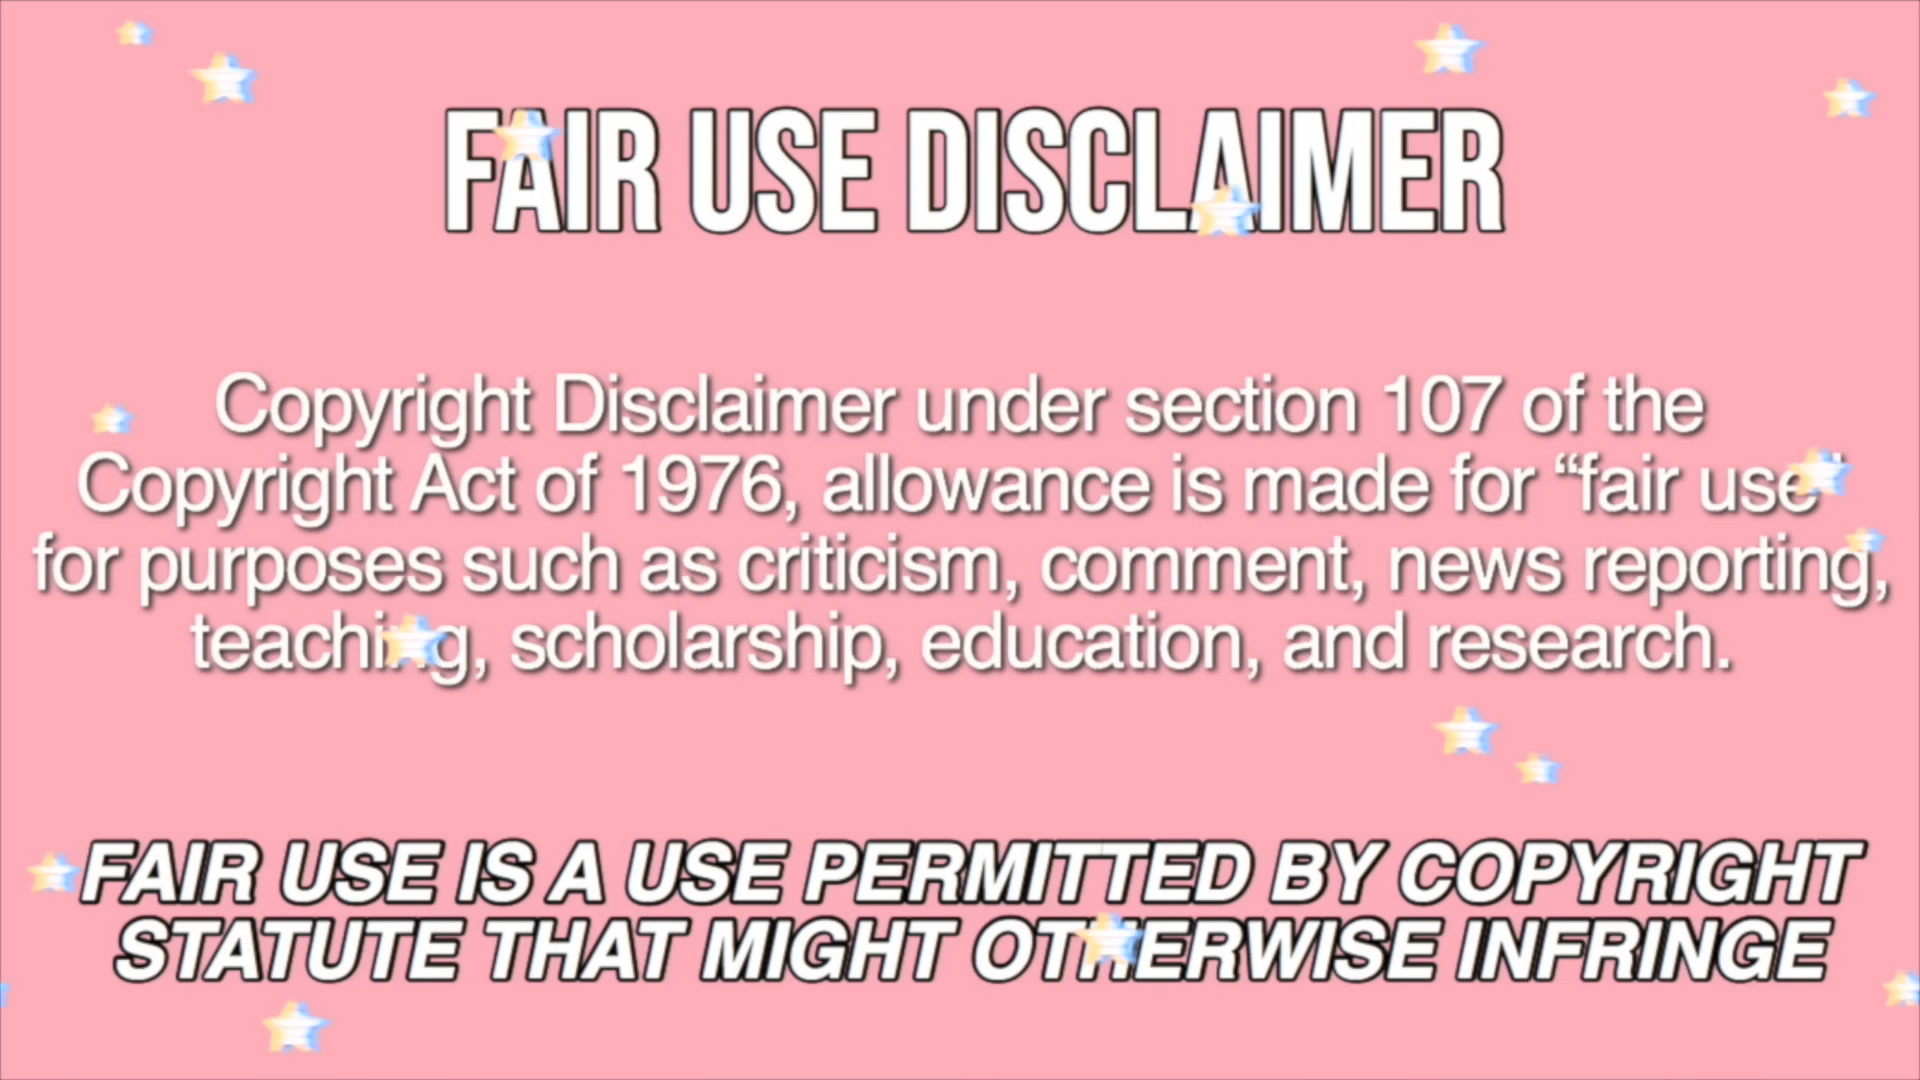 FAIR USE DISCLAIMER
Copyright Disclaimer under section 107 of the
Copyright Act of 1976, allowance is made for “fair use”
for purposes such as criticism, comment, news reporting,
teaching, scholarship, education, and research.
FAIR USE IS A USE PERMITTED BY COPYRIGHT
STATUTE THAT MIGHT OTHERWISE INFRINGE